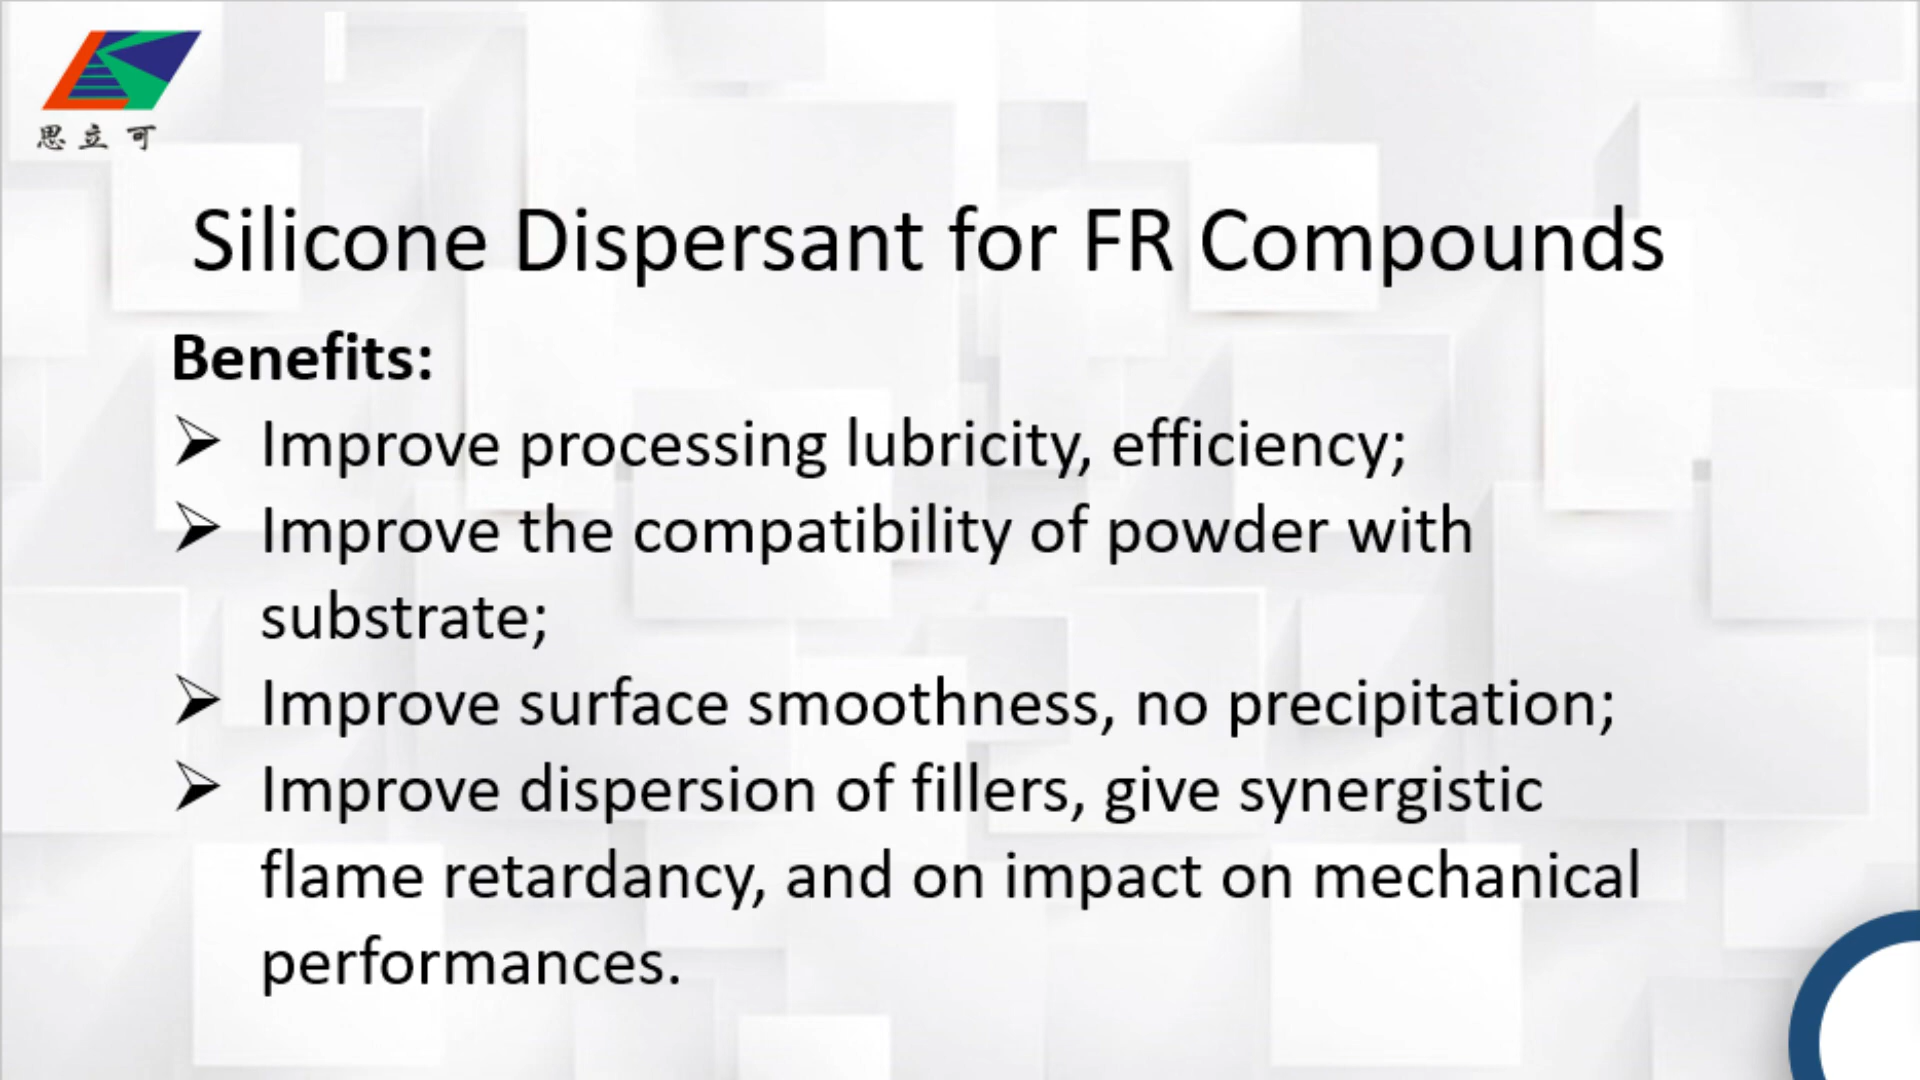 思立可
Silicone Dispersant for FR Compounds
Benefits:
Improve processing lubricity, efficiency;
Improve the compatibility of powder with
substrate;
Improve surface smoothness, no precipitation;
Improve dispersion of fillers, give synergistic
flame retardancy, and on impact on mechanical
performances.